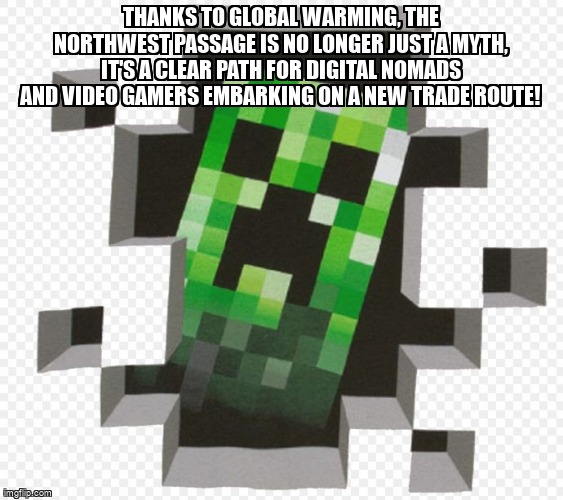 THANKS TO GLOBAL WARMING, THE
NORTHWEST PASSAGE IS NO LONGER JUST A MYTH,
IT'S A CLEAR PATH FOR DIGITAL NOMADS
AND VIDEO GAMERS EMBARKING ON A NEW TRADE ROUTE!
imgflip.com